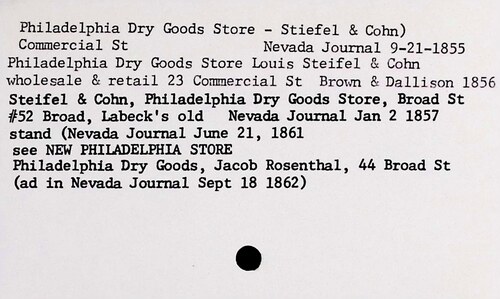 Philadelphia Dry Goods Store - Stiefel & Cohn)
Commercial St Nevada Journal 9-21-1855
Philadelphia Dry Goods Store Louis Steifel & Cohn
wholesale & retail 23 Commercial St Brown & Dallison 1856
Steifel & Cohn, Philadelphia Dry Goods Store, Broad St
#52 Broad, Labeck's old Nevada Journal Jan 2 1857
stand (Nevada Journal June 21, 1861
see NEW PHILADELPHIA STORE
Philadelphia Dry Goods, Jacob Rosenthal, 44 Broad St
(ad in Nevada Journal Sept 18 1862)